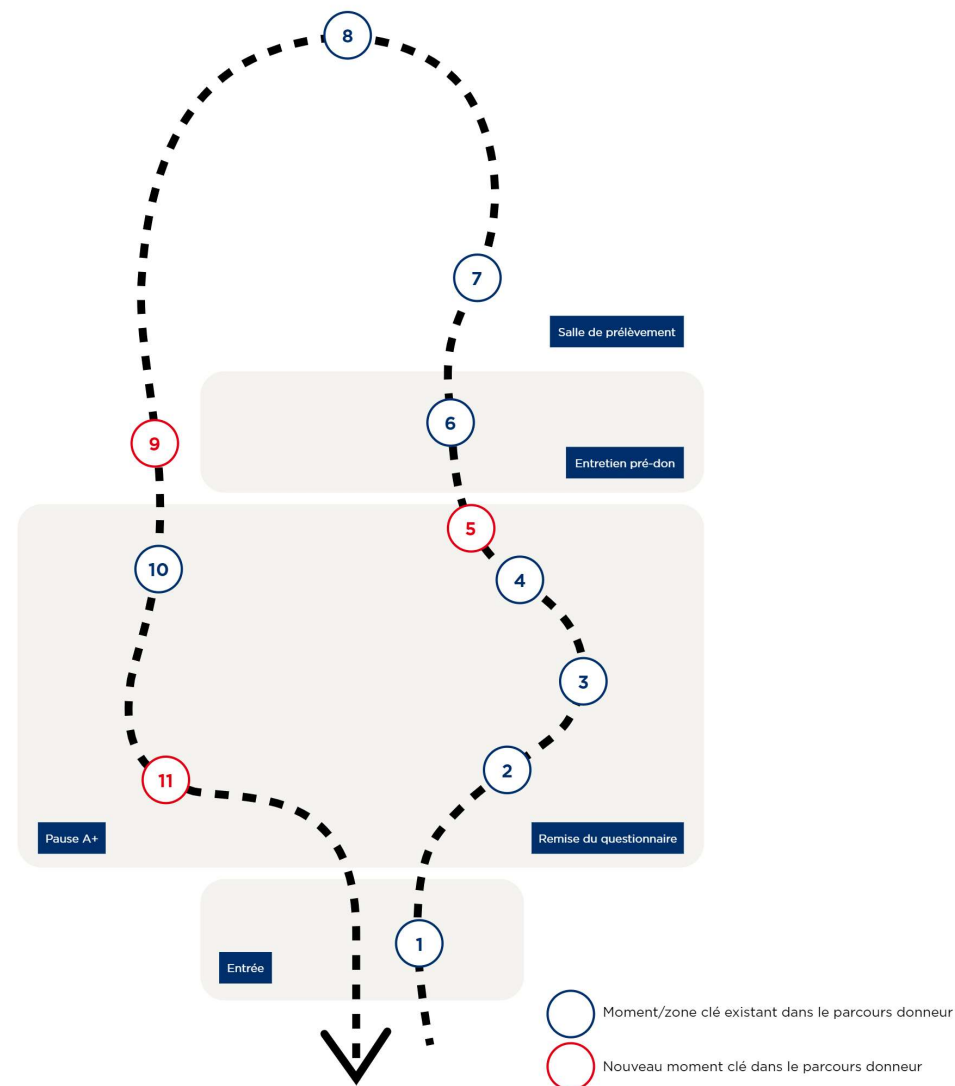 8
7
Salle de prélèvement
6
9
Entretien pré-don
5
10
4
3
2
11
Pause A+
Remise du questionnaire
1
Entrée
Moment/zone clé existant dans le parcours donneur
Nouveau moment clé dans le parcours donneur